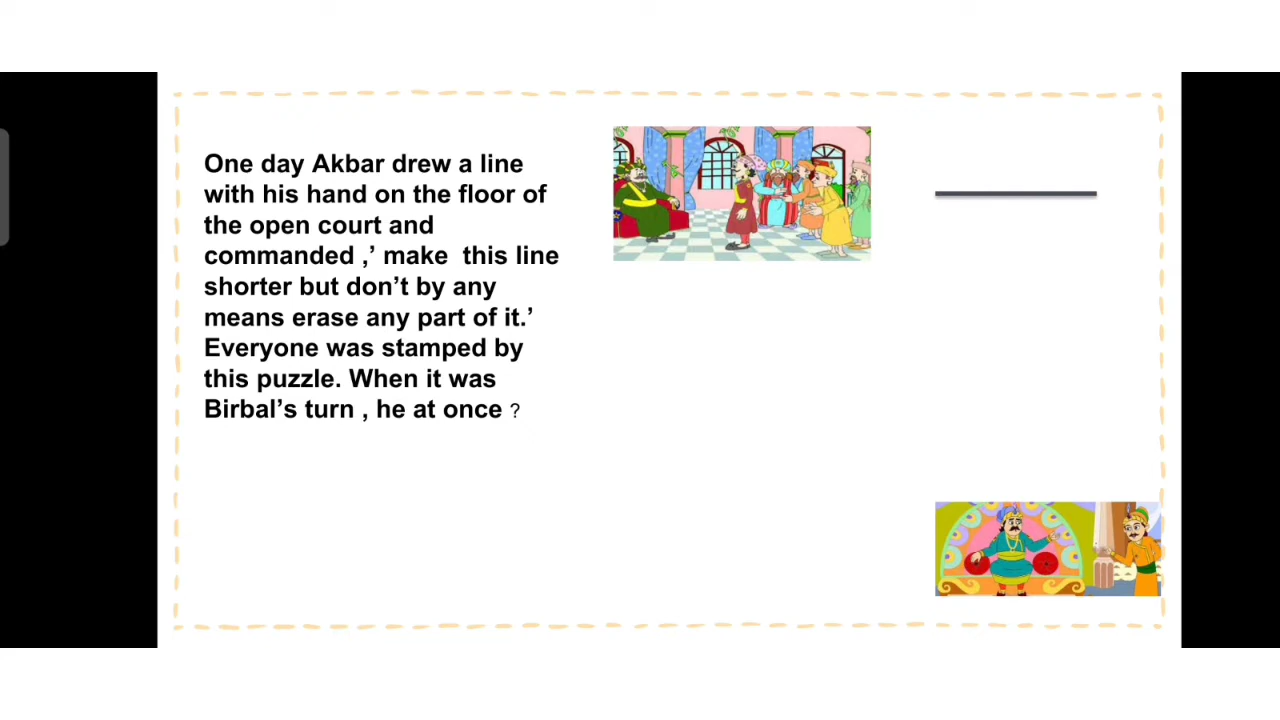 One day Akbar drew a line
with his hand on the floor of
the open court and
commanded ,’ make  this line
shorter but don’t by any
means erase any part of it.’
Everyone was stamped by
this puzzle. When it was
Birbal’s turn , he at once ?